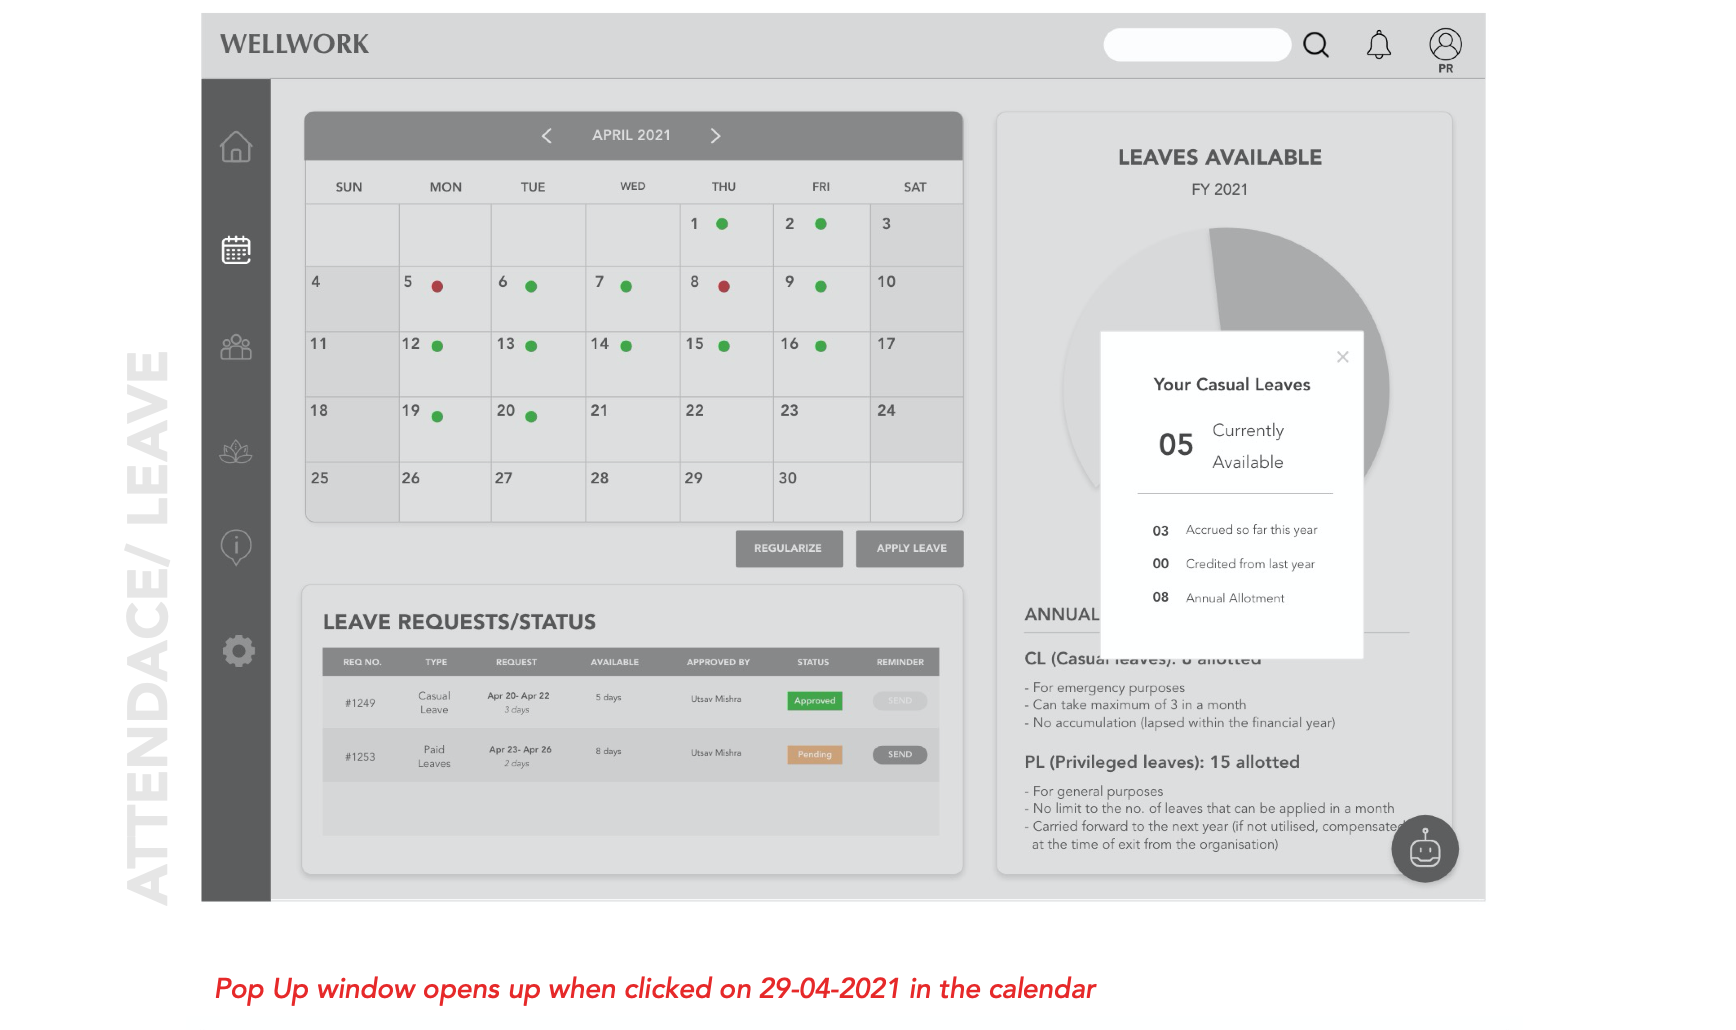 WELLWORK
PR
ATTENDACE/ LEAVE
APRIL 2021
SUN MON TUE WED THU FRI SAT
1 2 3
4 5 6 7 8 9 10
11 12 13 14 15 16 17
18 19 20 21 22 23 24
25 26 27 28 29 30
REGULARIZE APPLY LEAVE
LEAVE REQUESTS/STATUS
REQ NO. TYPE REQUEST AVAILABLE APPROVED BY STATUS REMINDER
#1249 Casual Leave Apr 20- Apr 22 3 days 5 days Utsav Mishra Approved SEND
#1253 Paid Leaves Apr 23- Apr 26 2 days 8 days Utsav Mishra Pending SEND
LEAVES AVAILABLE
FY 2021
Your Casual Leaves
05 Currently Available
03 Accrued so far this year
00 Credited from last year
08 Annual Allotment
ANNUAL
CL (Casual leaves): 8 allotted
- For emergency purposes
- Can take maximum of 3 in a month
- No accumulation (lapsed within the financial year)
PL (Privileged leaves): 15 allotted
- For general purposes
- No limit to the no. of leaves that can be applied in a month
- Carried forward to the next year (if not utilised, compensated
at the time of exit from the organisation)
Pop Up window opens up when clicked on 29-04-2021 in the calendar